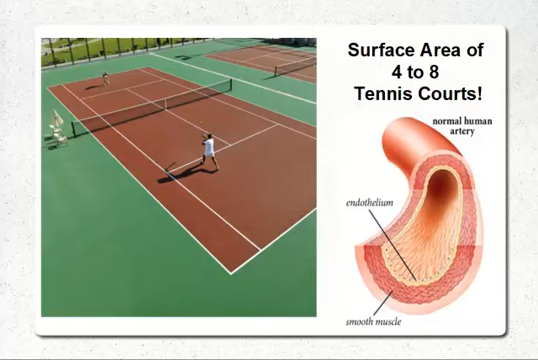 Surface Area of
4 to 8
Tennis Courts!
normal human
artery
endothelium
smooth muscle